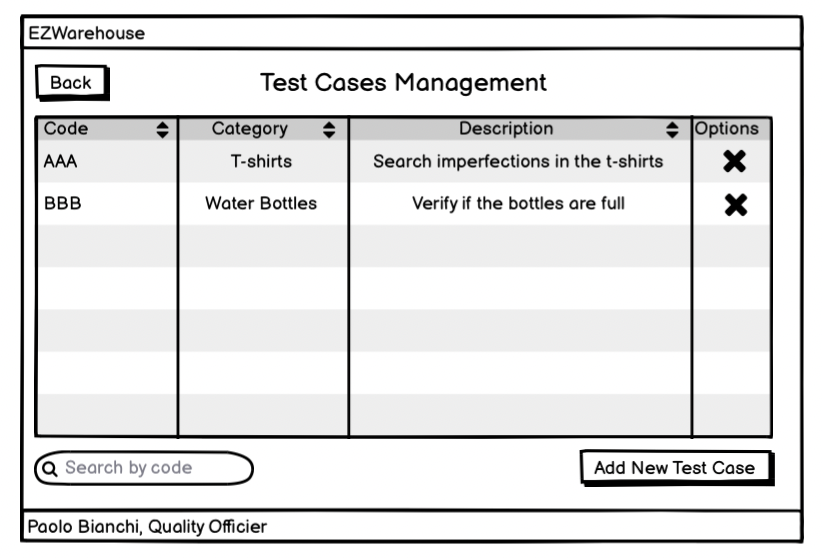 EZWarehouse
Back
Test Cases Management
Code Category Description Options
AAA T-shirts Search imperfections in the t-shirts
BBB Water Bottles Verify if the bottles are full
Search by code
Add New Test Case
Paolo Bianchi, Quality Officier